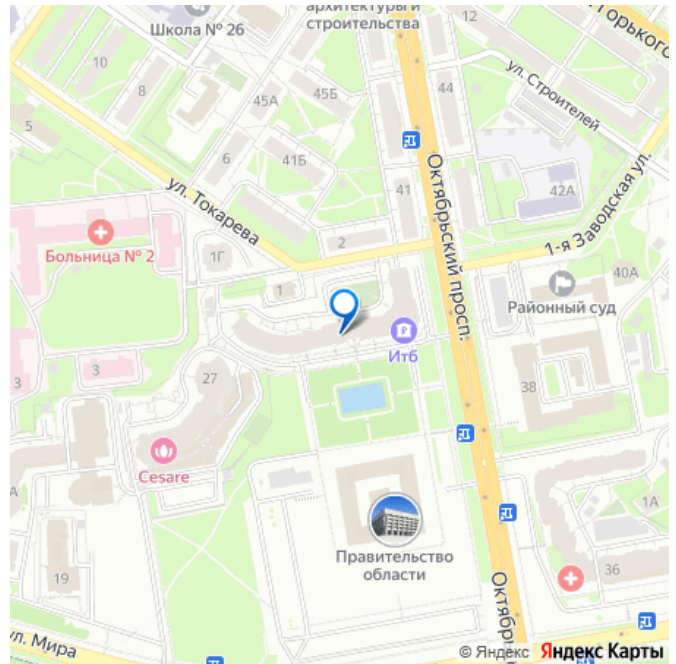 архитектуры и
строительства
Школа № 26
12
Горького
10
8
45А
45Б
44
ул. Строителей
5
6
41Б
ул. Токарева
41
42А
Октябрьский просп.
1-я Заводская ул.
Больница № 2
1Г
2
1
40А
Районный суд
Итб
3
3
27
38
Cesare
А
1А
Правительство
области
19
36
Октябрь
ул. Мира
© Яндекс Яндекс Карты